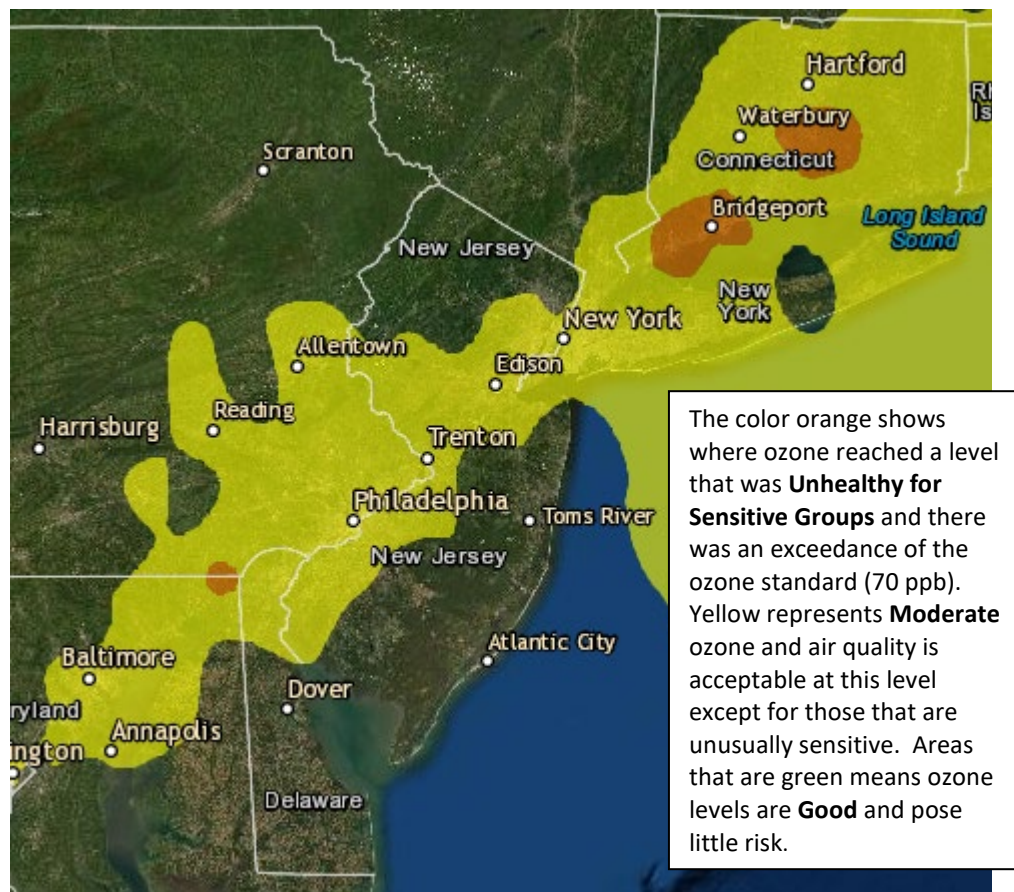 Hartford
RI
Is
Waterbury
Connecticut
Scranton
Bridgeport
Long Island
Sound
New Jersey
New
York
New York
Allentown
Edison
Reading
Harrisburg
Trenton
Philadelphia
Toms River
New Jersey
Atlantic City
Baltimore
Dover
ryland
Annapolis
ington
Delaware
The color orange shows
where ozone reached a level
that was Unhealthy for
Sensitive Groups and there
was an exceedance of the
ozone standard (70 ppb).
Yellow represents Moderate
ozone and air quality is
acceptable at this level
except for those that are
unusually sensitive.  Areas
that are green means ozone
levels are Good and pose
little risk.